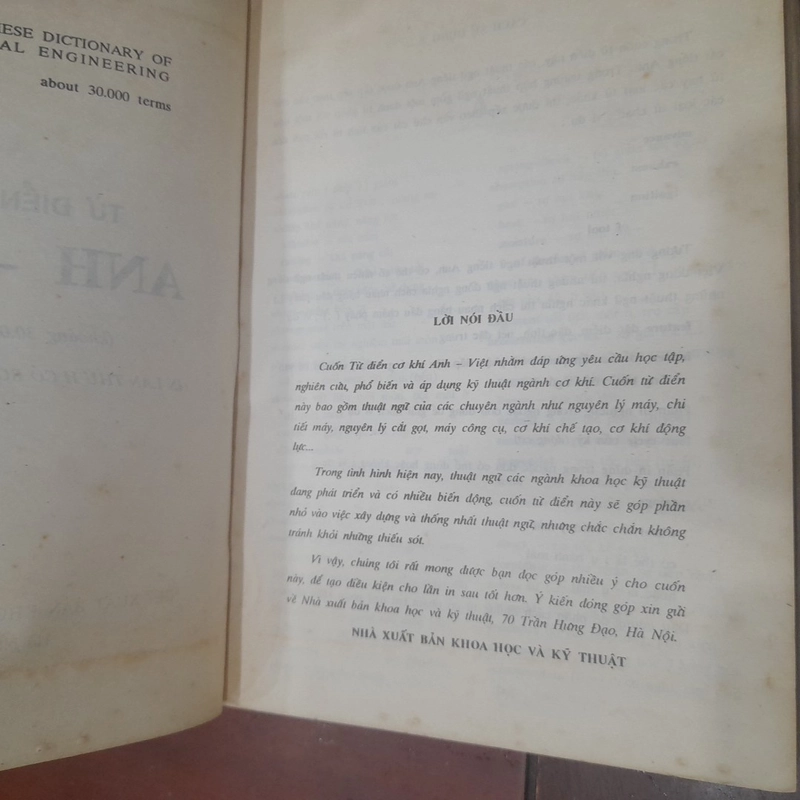 ESE DICTIONARY OF
AL ENGINEERING
about 30.000 terms
LỜI NÓI ĐẦU
Cuốn Từ điển cơ khí Anh – Việt nhằm đáp ứng yêu cầu học tập,
nghiên cứu, phổ biến và áp dụng kỹ thuật ngành cơ khí. Cuốn từ điển
này bao gồm thuật ngữ của các chuyên ngành như nguyên lý máy, chi
tiết máy, nguyên lý cắt gọt, máy công cụ, cơ khí chế tạo, cơ khí động
lực...
Trong tình hình hiện nay, thuật ngữ các ngành khoa học kỹ thuật
đang phát triển và có nhiều biến động, cuốn từ điển này sẽ góp phần
nhỏ vào việc xây dựng và thống nhất thuật ngữ, nhưng chắc chắn không
tránh khỏi những thiếu sót.
Vì vậy, chúng tôi rất mong được bạn đọc góp nhiều ý cho cuốn
này, để tạo điều kiện cho lần in sau tốt hơn. Ý kiến đóng góp xin gửi
về Nhà xuất bản khoa học và kỹ thuật, 70 Trần Hưng Đạo, Hà Nội.
NHÀ XUẤT BẢN KHOA HỌC VÀ KỸ THUẬT